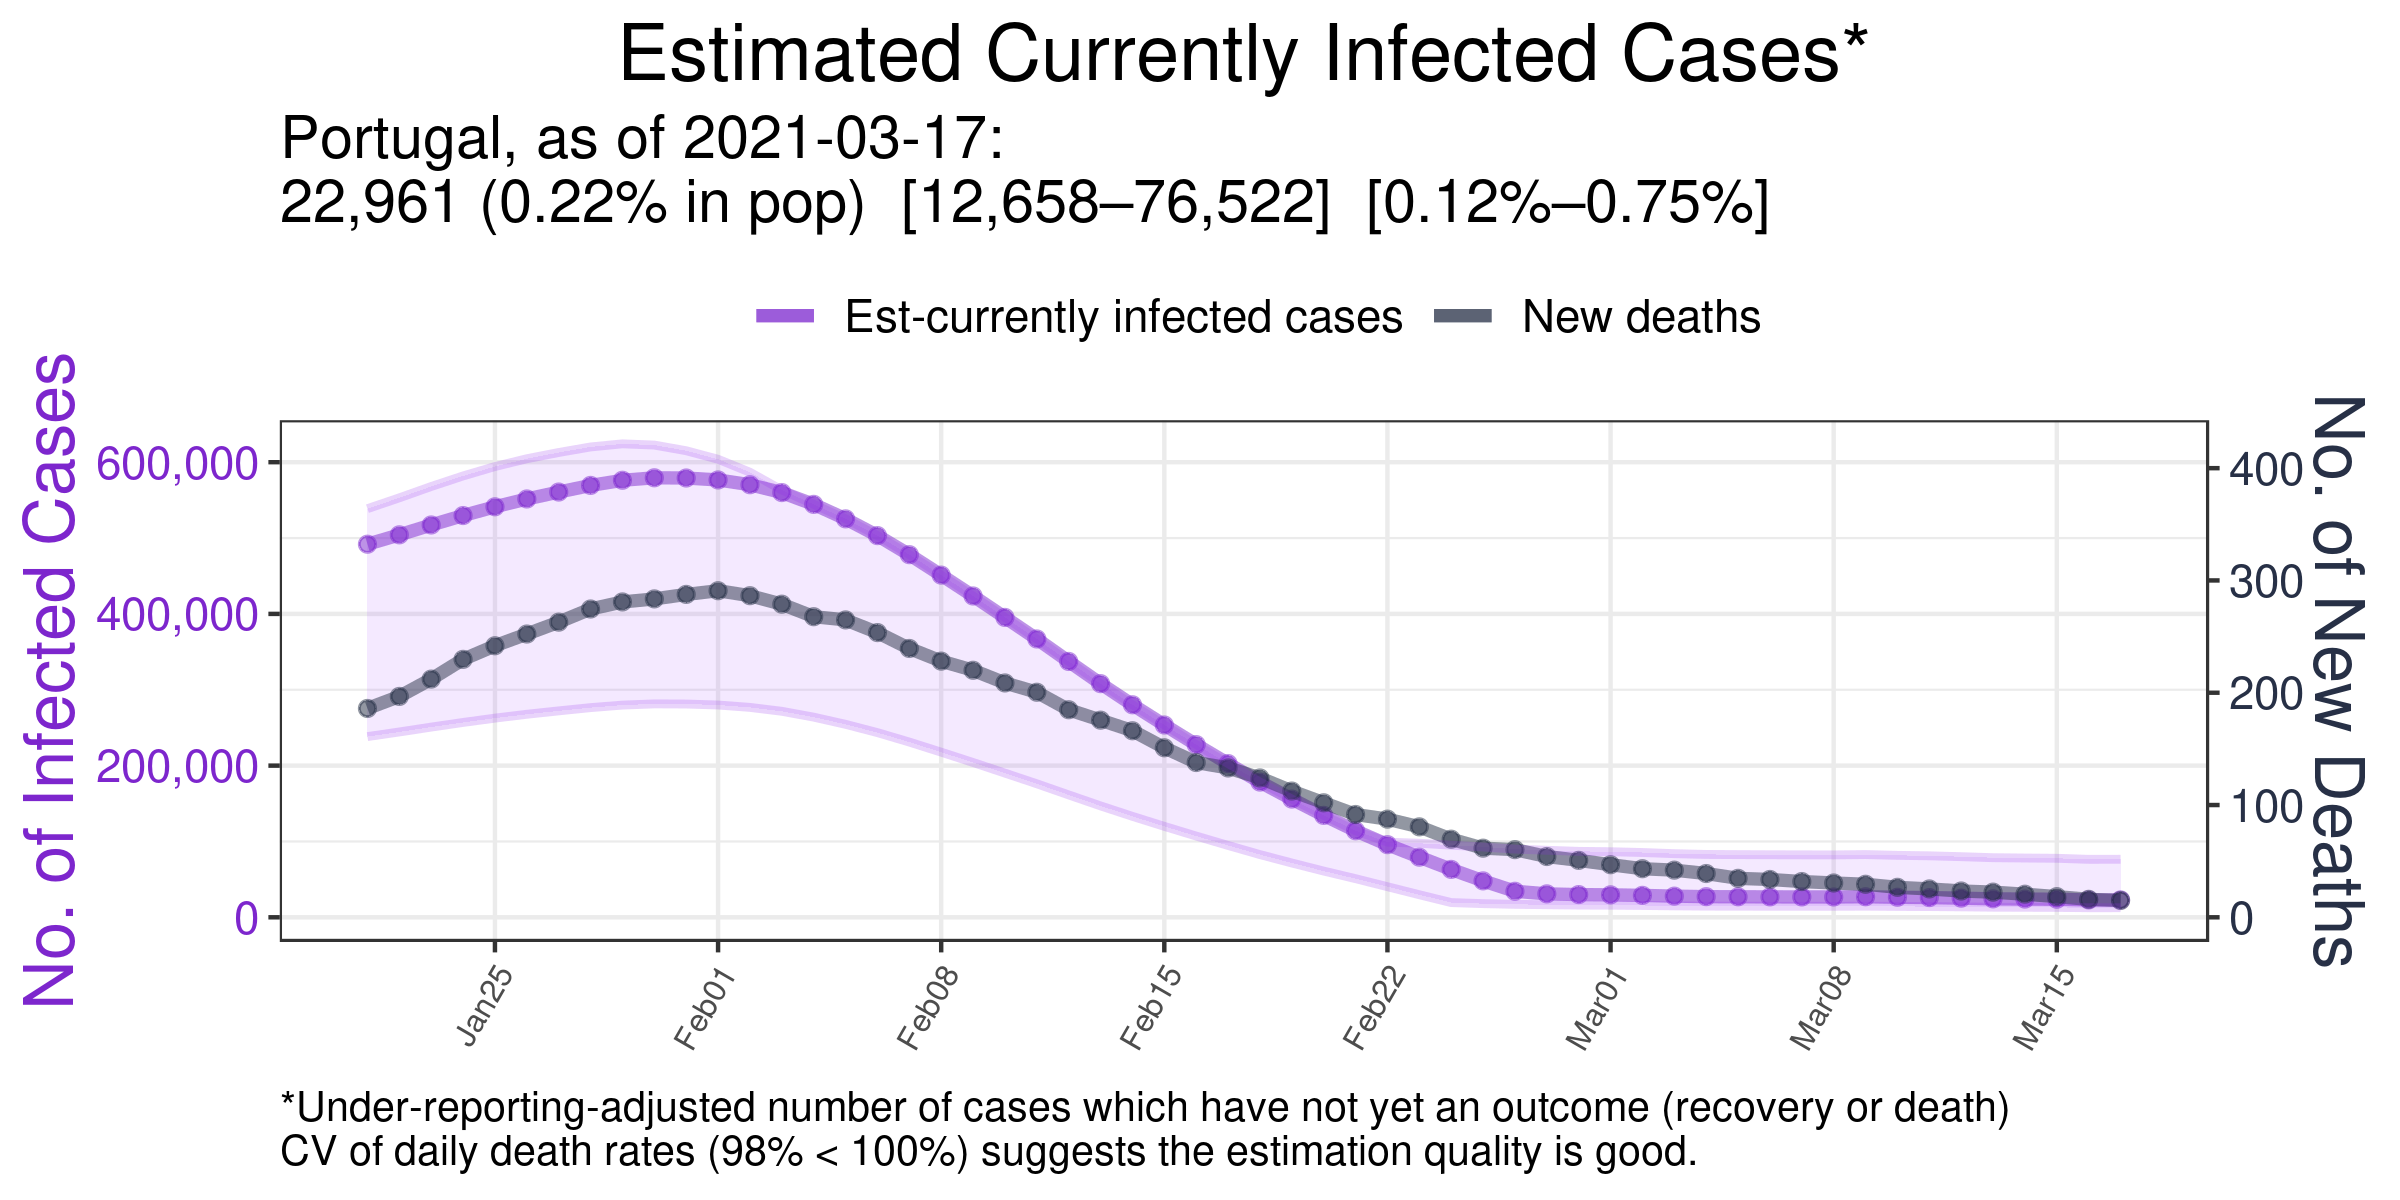 Estimated Currently Infected Cases*
Portugal, as of 2021-03-17:
22,961 (0.22% in pop) [12,658–76,522] [0.12%–0.75%]
Est-currently infected cases
New deaths
No. of Infected Cases
600,000
400,000
200,000
0
400
300
200
100
0
No. of New Deaths
Jan25
Feb01
Feb08
Feb15
Feb22
Mar01
Mar08
Mar15
*Under-reporting-adjusted number of cases which have not yet an outcome (recovery or death)
CV of daily death rates (98% < 100%) suggests the estimation quality is good.